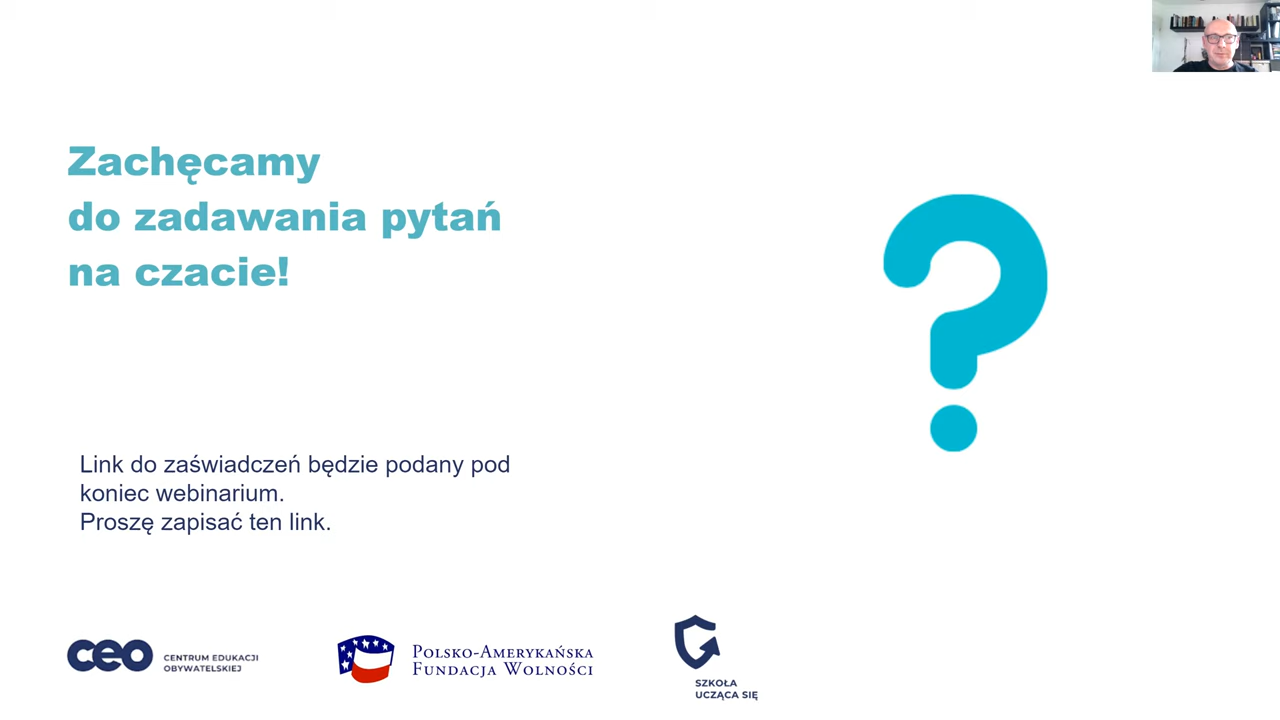 Zachęcamy
do zadawania pytań
na czacie!
Link do zaświadczeń będzie podany pod
koniec webinarium.
Proszę zapisać ten link.
ceo
CENTRUM EDUKACJI
OBYWATELSKIEJ
POLSKO-AMERYKAŃSKA
FUNDACJA WOLNOŚCI
SZKOŁA
UCZĄCA SIĘ